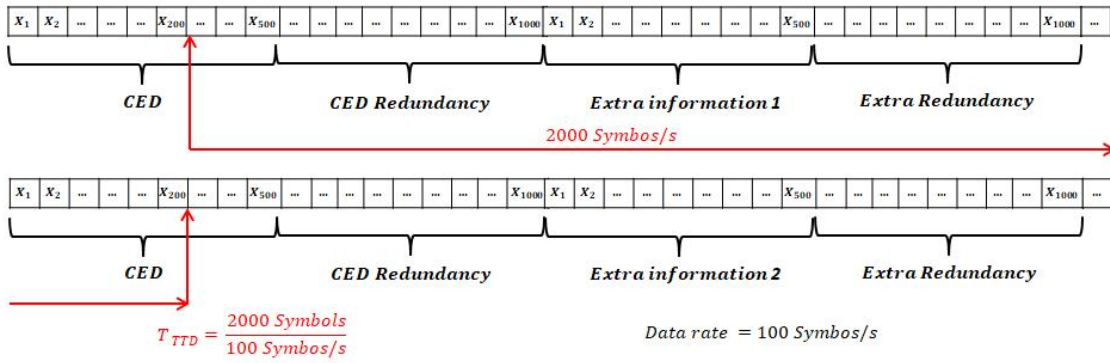 X1 X2 ... ... ... X200 ... ... X500 ... ... ... ... ... ... ... ... X1000 X1 X2 ... ... ... ... ... ... X500 ... ... ... ... ... ... ... ... X1000 ...
CED CED Redundancy Extra information 1 Extra Redundancy
2000 Symbos/s
X1 X2 ... ... ... X200 ... ... X500 ... ... ... ... ... ... ... ... X1000 X1 X2 ... ... ... ... ... ... X500 ... ... ... ... ... ... ... ... X1000 ...
CED CED Redundancy Extra information 2 Extra Redundancy
T TTD = 2000 Symbols / 100 Symbos/s Data rate = 100 Symbos/s